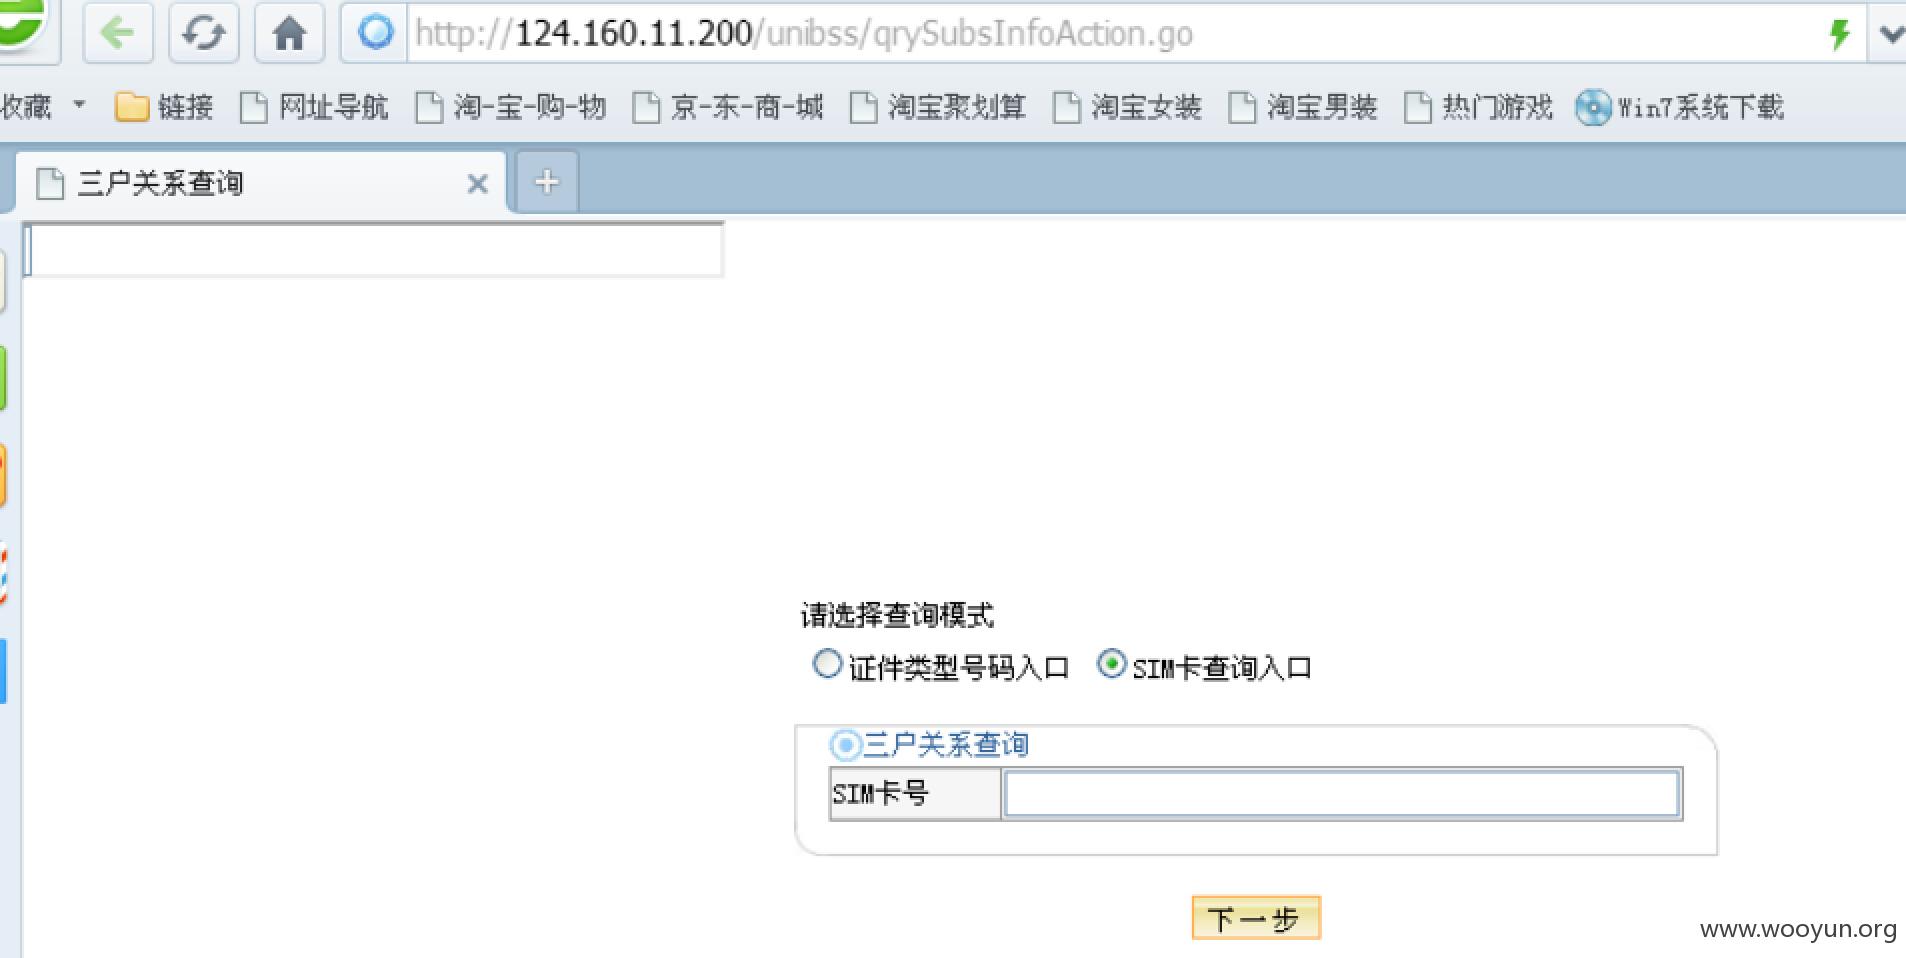 http://124.160.11.200/unibss/qrySubsInfoAction.go
收藏 链接 网址导航 淘-宝-购-物 京-东-商-城 淘宝聚划算 淘宝女装 淘宝男装 热门游戏 Win7系统下载
三户关系查询
请选择查询模式
证件类型号码入口 SIM卡查询入口
三户关系查询
SIM卡号
下一步
www.wooyun.org